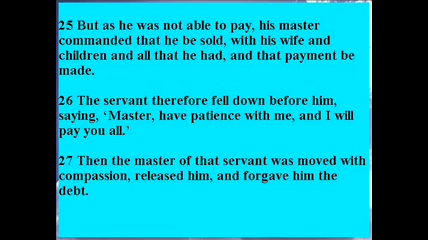 25 But as he was not able to pay, his master
commanded that he be sold, with his wife and
children and all that he had, and that payment be
made.
26 The servant therefore fell down before him,
saying, ‘Master, have patience with me, and I will
pay you all.’
27 Then the master of that servant was moved with
compassion, released him, and forgave him the
debt.